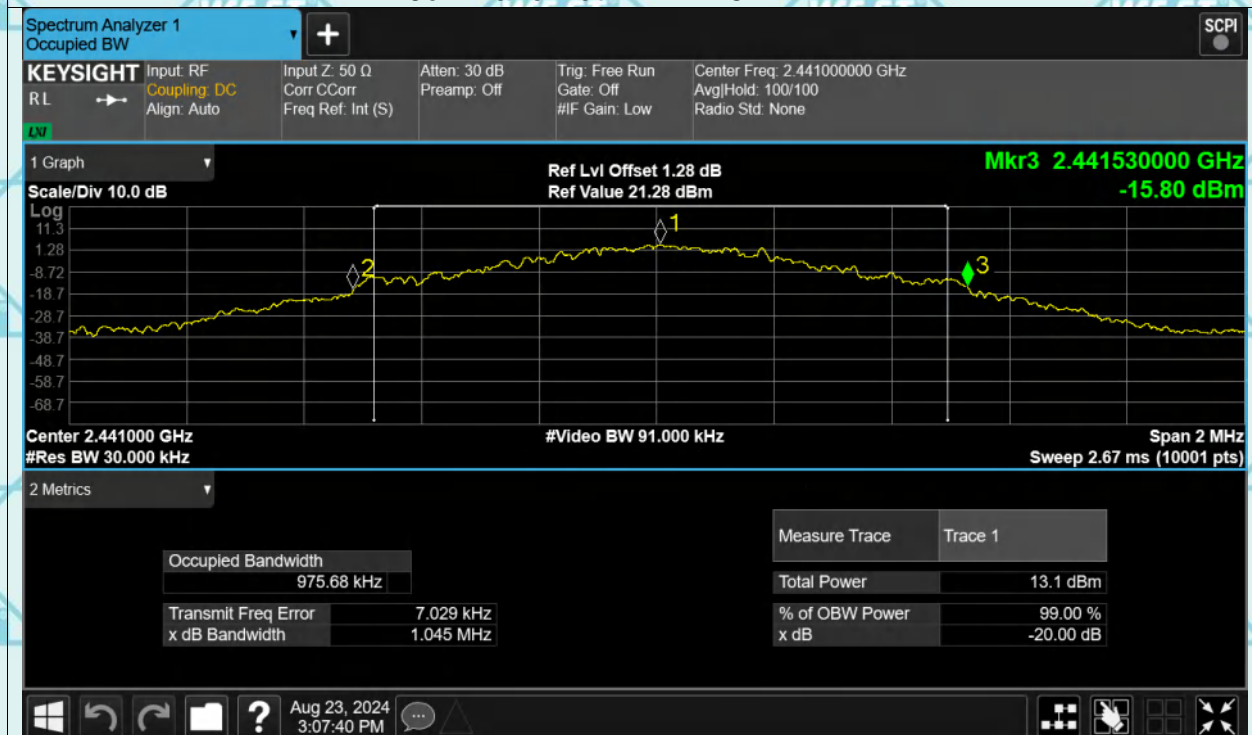 Spectrum Analyzer 1
Occupied BW
+
SCPI
KEYSIGHT
RL
LXI
Input: RF
Coupling: DC
Align: Auto
Input Z: 50 Ω
Corr CCorr
Freq Ref: Int (S)
Atten: 30 dB
Preamp: Off
Trig: Free Run
Gate: Off
#IF Gain: Low
Center Freq: 2.441000000 GHz
Avg|Hold: 100/100
Radio Std: None
1 Graph
Scale/Div 10.0 dB
Ref Lvl Offset 1.28 dB
Ref Value 21.28 dBm
Mkr3 2.441530000 GHz
-15.80 dBm
Log
11.3
1.28
-8.72
-18.7
-28.7
-38.7
-48.7
-58.7
-68.7
1
2
3
Center 2.441000 GHz
#Video BW 91.000 kHz
Span 2 MHz
#Res BW 30.000 kHz
Sweep 2.67 ms (10001 pts)
2 Metrics
Measure Trace Trace 1
Occupied Bandwidth
975.68 kHz
Total Power 13.1 dBm
Transmit Freq Error 7.029 kHz
% of OBW Power 99.00 %
x dB Bandwidth 1.045 MHz
x dB -20.00 dB
?
Aug 23, 2024
3:07:40 PM